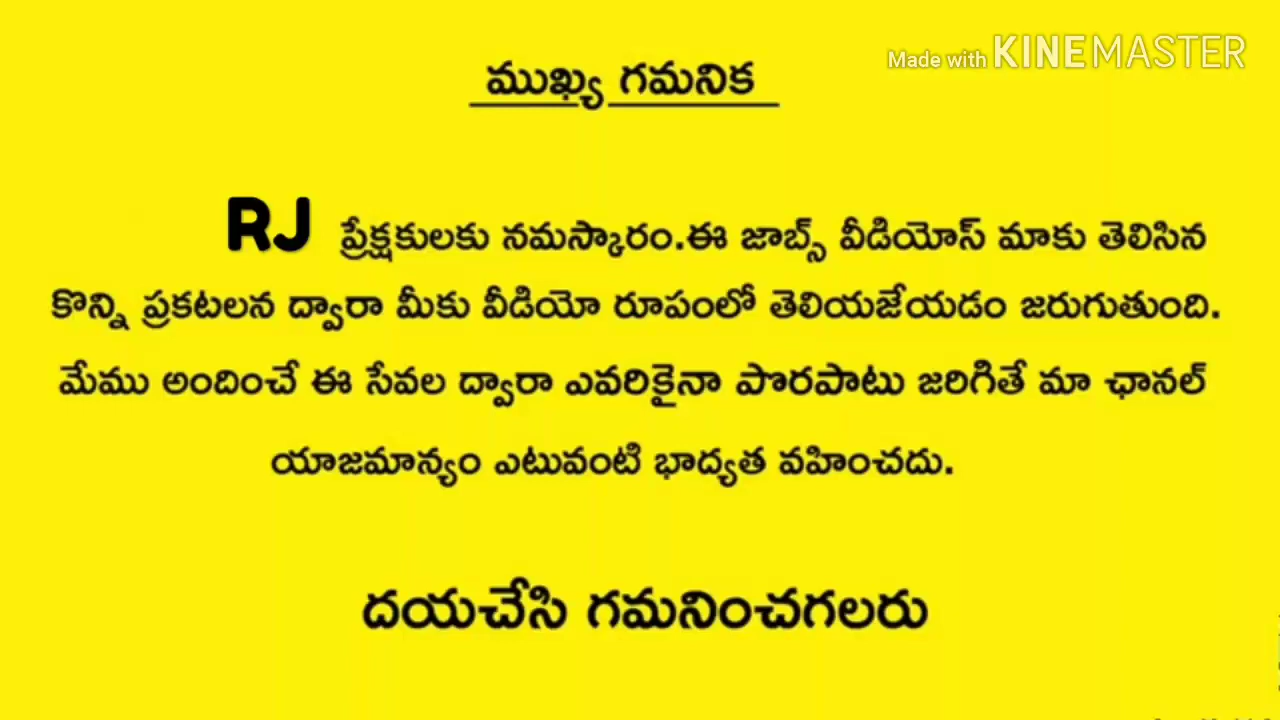 Made with KINEMASTER
ముఖ్య గమనిక
RJ ప్రేక్షకులకు నమస్కారం.ఈ జాబ్స్ వీడియోస్ మాకు తెలిసిన
కొన్ని ప్రకటలన ద్వారా మీకు వీడియో రూపంలో తెలియజేయడం జరుగుతుంది.
మేము అందించే ఈ సేవల ద్వారా ఎవరికైనా పొరపాటు జరిగితే మా ఛానల్
యాజమాన్యం ఎటువంటి భాద్యత వహించదు.
దయచేసి గమనించగలరు